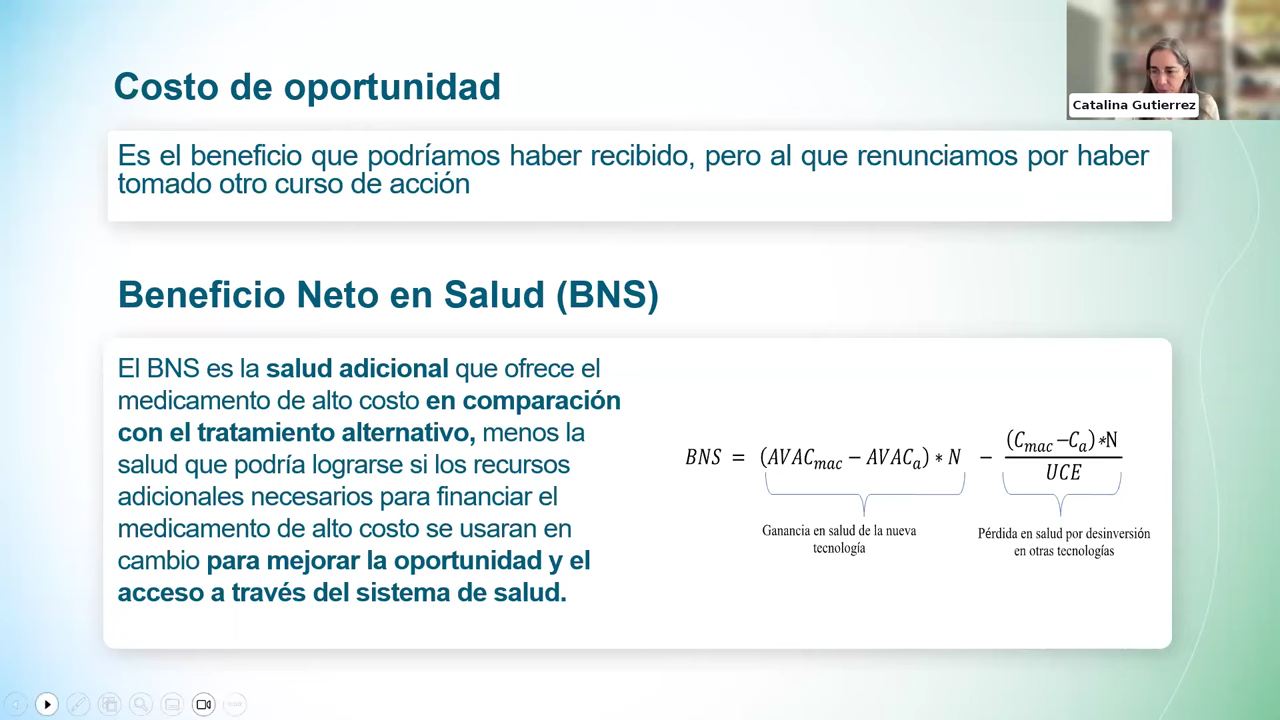 Costo de oportunidad
Catalina Gutierrez
Es el beneficio que podríamos haber recibido, pero al que renunciamos por haber
tomado otro curso de acción
Beneficio Neto en Salud (BNS)
El BNS es la salud adicional que ofrece el
medicamento de alto costo en comparación
con el tratamiento alternativo, menos la
salud que podría lograrse si los recursos
adicionales necesarios para financiar el
medicamento de alto costo se usaran en
cambio para mejorar la oportunidad y el
acceso a través del sistema de salud.
BNS = (AVAC_mac − AVAC_a) * N − (C_mac − C_a) * N / UCE
Ganancia en salud de la nueva
tecnología
Pérdida en salud por desinversión
en otras tecnologías